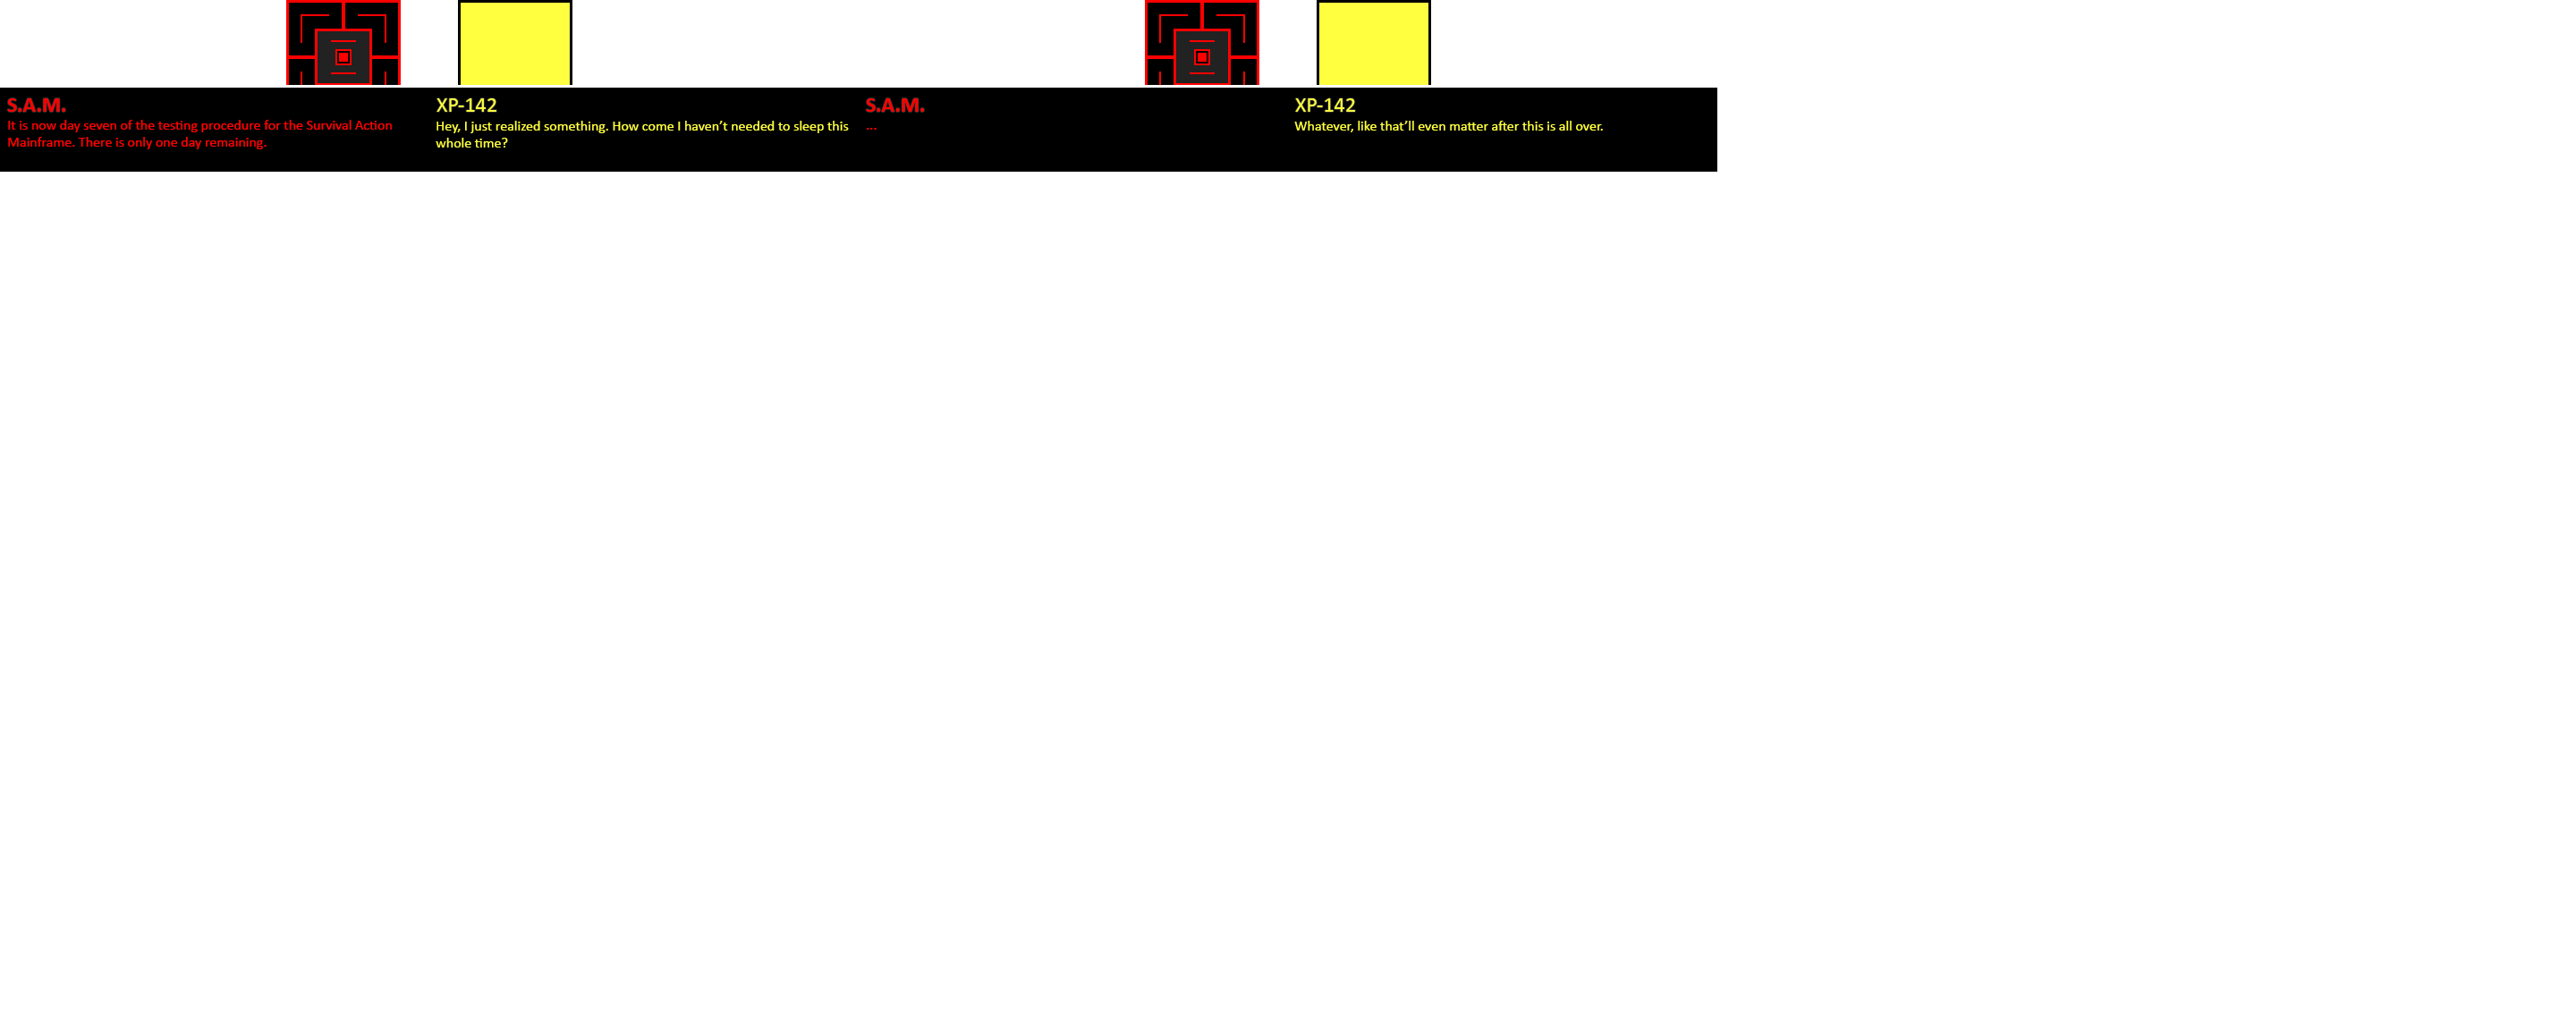 S.A.M.
It is now day seven of the testing procedure for the Survival Action
Mainframe. There is only one day remaining.
XP-142
Hey, I just realized something. How come I haven’t needed to sleep this
whole time?
S.A.M.
...
XP-142
Whatever, like that’ll even matter after this is all over.